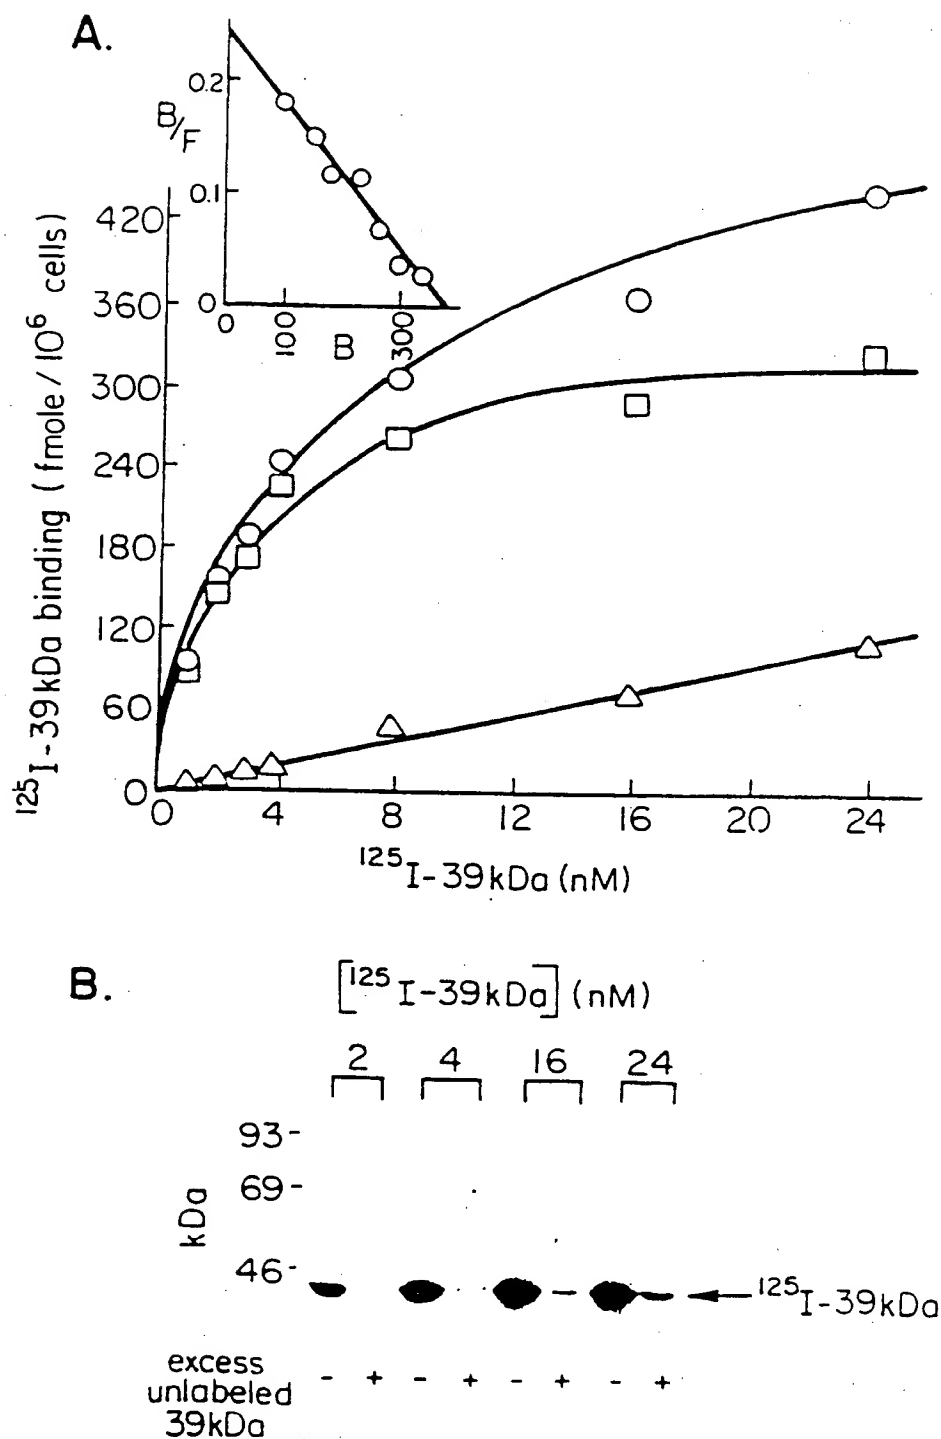 A.
0.2
B/F
0.1
0
0 100 300
B
420
360
300
240
180
120
60
0
¹²⁵I-39kDa binding (fmole/10⁶ cells)
0 4 8 12 16 20 24
¹²⁵I-39kDa (nM)
B.
[¹²⁵I-39kDa] (nM)
2 4 16 24
93-
69-
46-
kDa
¹²⁵I-39kDa
excess
unlabeled
39kDa
- + - + - + - +